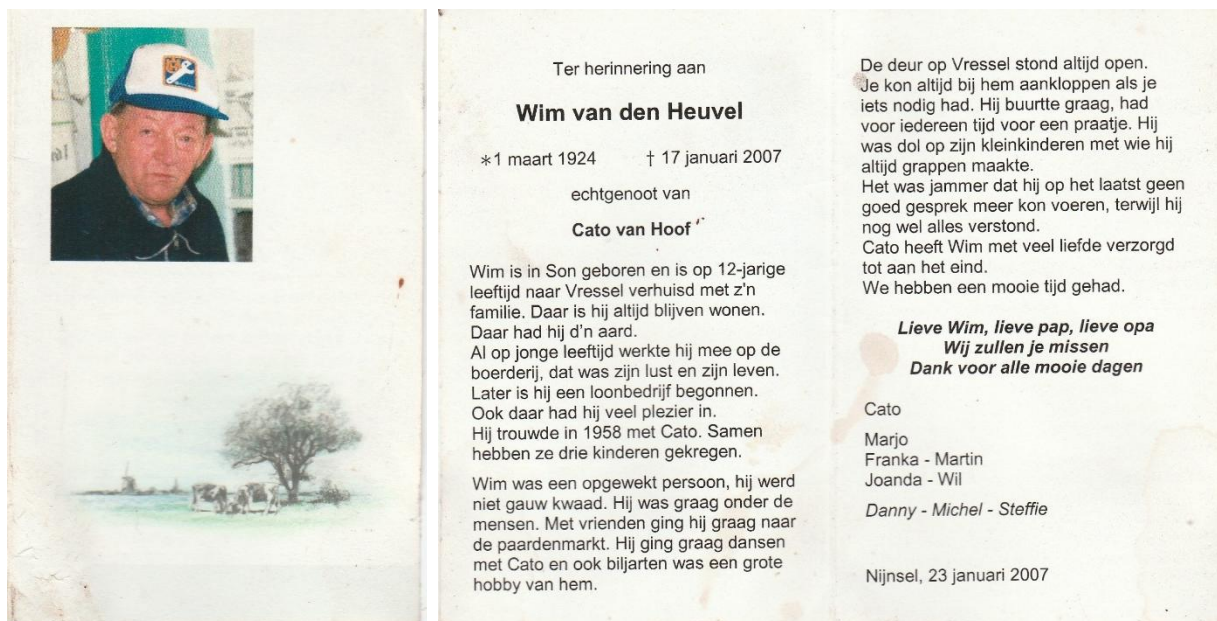 Ter herinnering aan
Wim van den Heuvel
*1 maart 1924 † 17 januari 2007
echtgenoot van
Cato van Hoof
Wim is in Son geboren en is op 12-jarige
leeftijd naar Vressel verhuisd met z'n
familie. Daar is hij altijd blijven wonen.
Daar had hij d'n aard.
Al op jonge leeftijd werkte hij mee op de
boerderij, dat was zijn lust en zijn leven.
Later is hij een loonbedrijf begonnen.
Ook daar had hij veel plezier in.
Hij trouwde in 1958 met Cato. Samen
hebben ze drie kinderen gekregen.
Wim was een opgewekt persoon, hij werd
niet gauw kwaad. Hij was graag onder de
mensen. Met vrienden ging hij graag naar
de paardenmarkt. Hij ging graag dansen
met Cato en ook biljarten was een grote
hobby van hem.
De deur op Vressel stond altijd open.
Je kon altijd bij hem aankloppen als je
iets nodig had. Hij buurtte graag, had
voor iedereen tijd voor een praatje. Hij
was dol op zijn kleinkinderen met wie hij
altijd grappen maakte.
Het was jammer dat hij op het laatst geen
goed gesprek meer kon voeren, terwijl hij
nog wel alles verstond.
Cato heeft Wim met veel liefde verzorgd
tot aan het eind.
We hebben een mooie tijd gehad.
Lieve Wim, lieve pap, lieve opa
Wij zullen je missen
Dank voor alle mooie dagen
Cato
Marjo
Franka - Martin
Joanda - Wil
Danny - Michel - Steffie
Nijnsel, 23 januari 2007